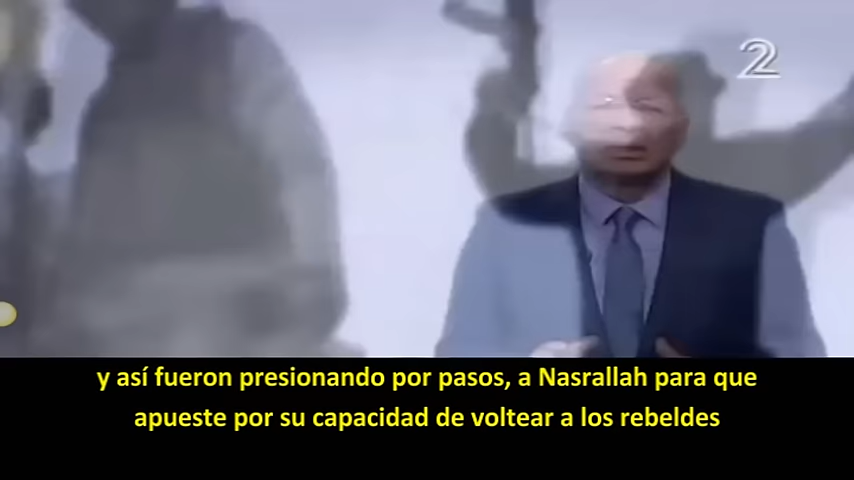 2
y así fueron presionando por pasos, a Nasrallah para que
apueste por su capacidad de voltear a los rebeldes